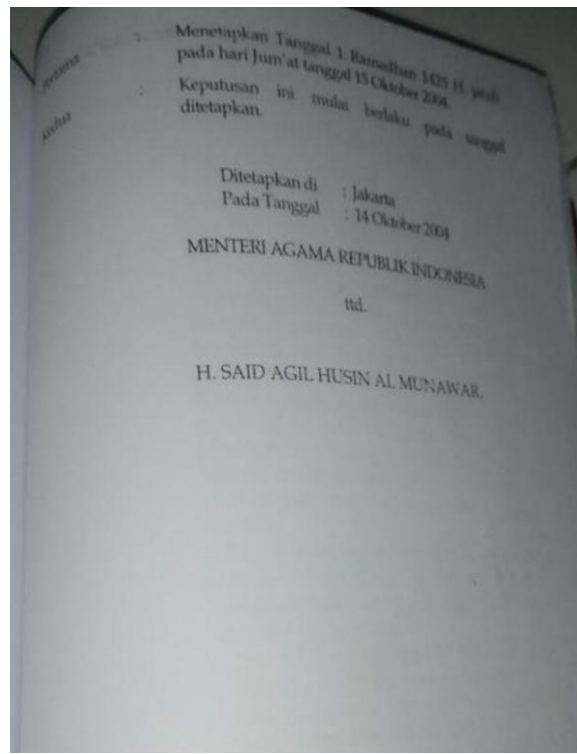 Pertama : Menetapkan Tanggal 1. Ramadhan 1425 H. jatuh
pada hari Jum'at tanggal 15 Oktober 2004.
Kedua : Keputusan ini mulai berlaku pada tanggal
ditetapkan.
Ditetapkan di : Jakarta
Pada Tanggal : 14 Oktober 2004
MENTERI AGAMA REPUBLIK INDONESIA
ttd.
H. SAID AGIL HUSIN AL MUNAWAR.